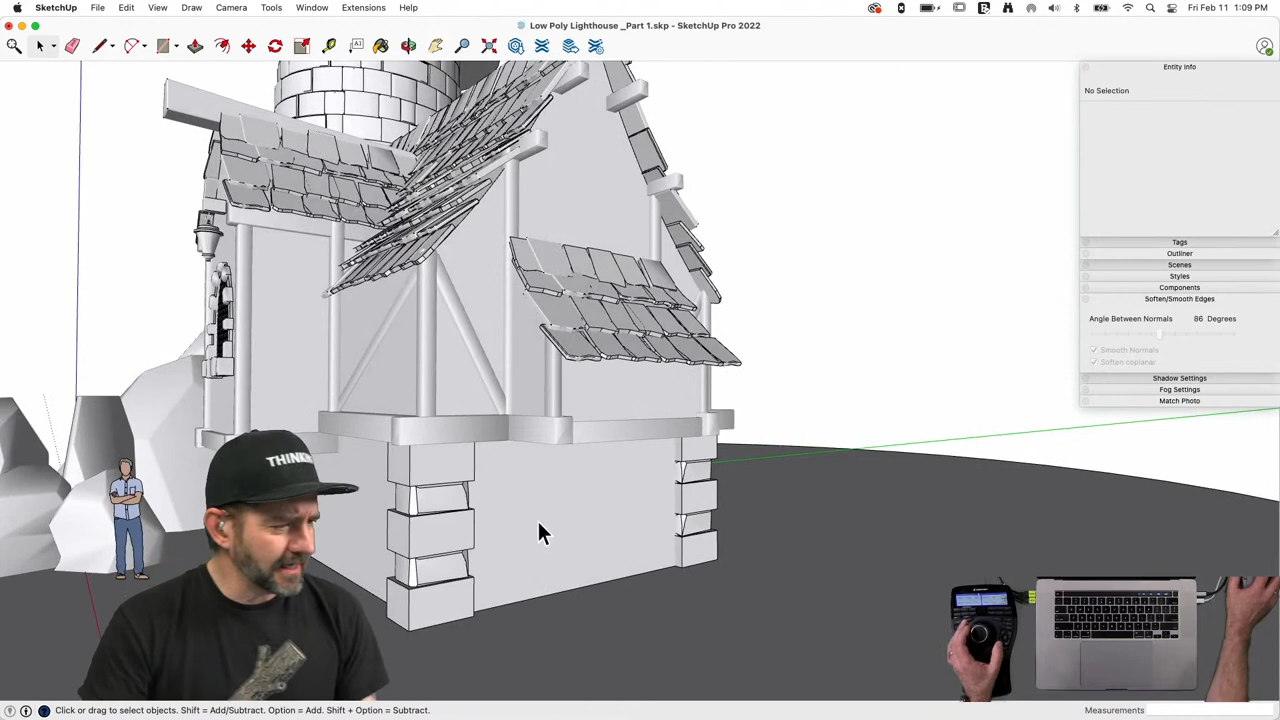 SketchUp File Edit View Draw Camera Tools Window Extensions Help
Fri Feb 11 1:09 PM
Low Poly Lighthouse _Part 1.skp - SketchUp Pro 2022
Entity Info
No Selection
Tags
Outliner
Scenes
Styles
Components
Soften/Smooth Edges
Angle Between Normals 86 Degrees
Smooth Normals
Soften coplanar
Shadow Settings
Fog Settings
Match Photo
THINK
Click or drag to select objects. Shift = Add/Subtract. Option = Add. Shift + Option = Subtract.
Measurements